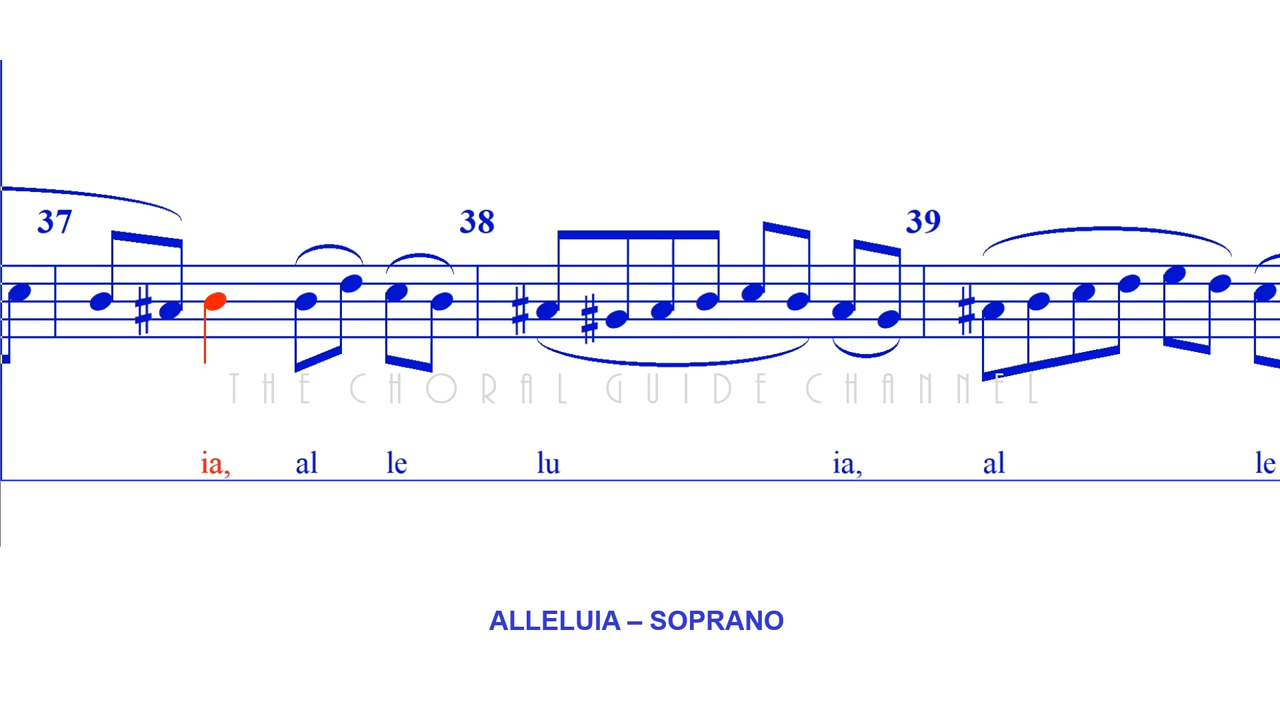 37 38 39
THE CHORAL GUIDE CHANNEL
ia, al le lu ia, al le
ALLELUIA – SOPRANO